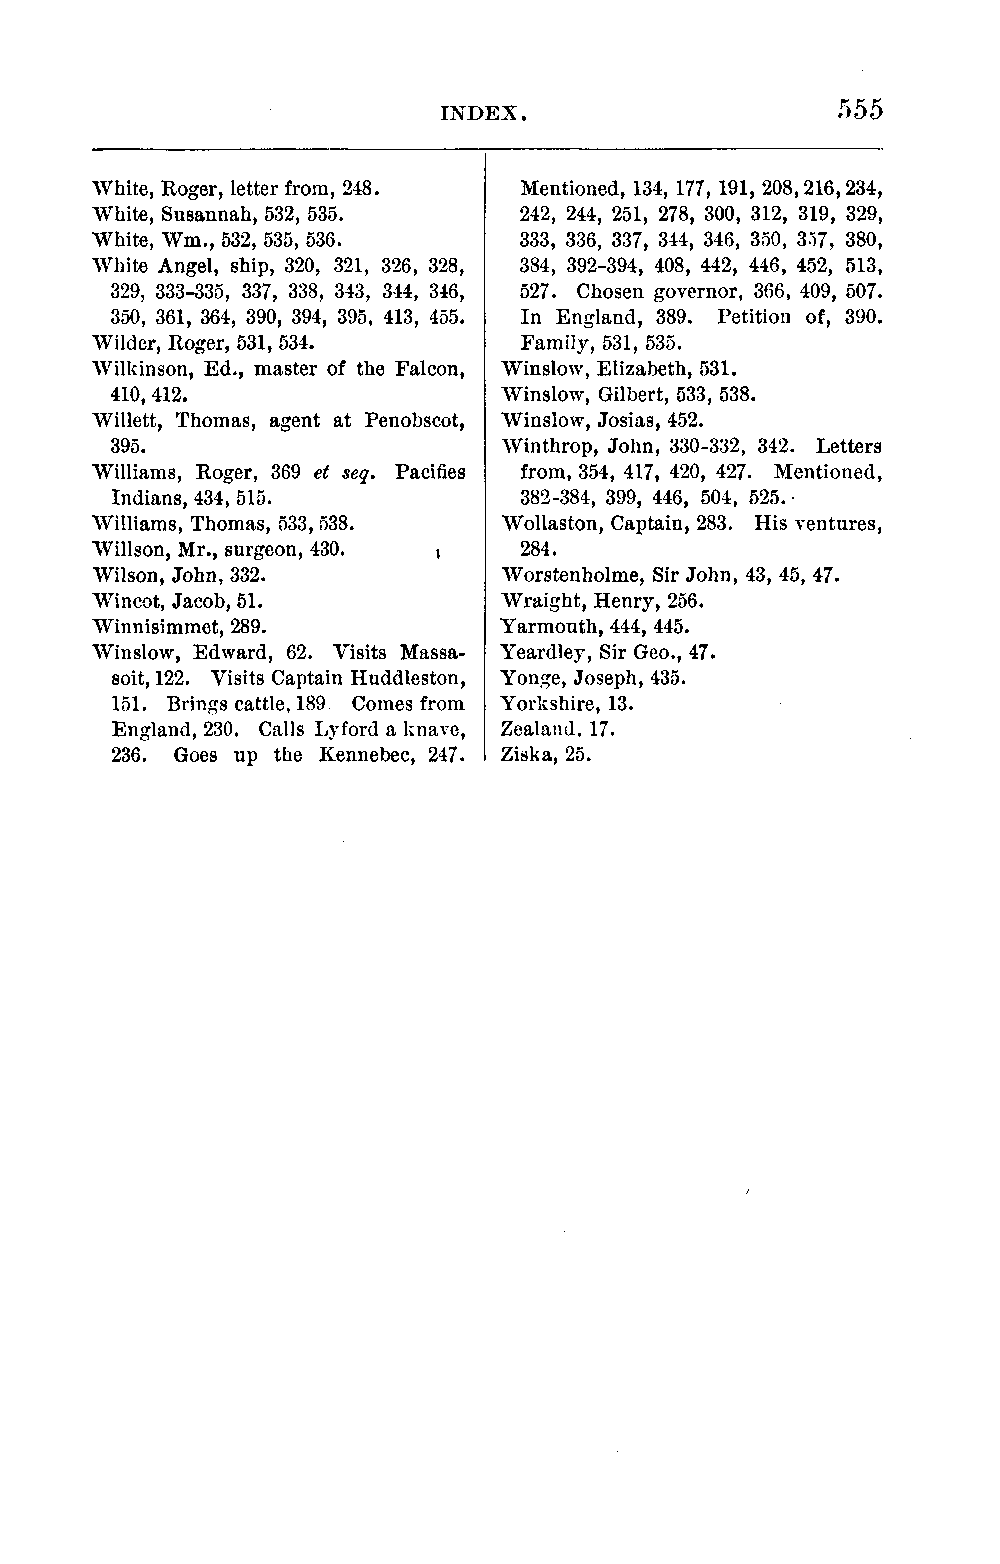 INDEX. 555
White, Roger, letter from, 248.
White, Susannah, 532, 535.
White, Wm., 532, 535, 536.
White Angel, ship, 320, 321, 326, 328,
329, 333-335, 337, 338, 343, 344, 346,
350, 361, 364, 390, 394, 395, 413, 455.
Wilder, Roger, 531, 534.
Wilkinson, Ed., master of the Falcon,
410, 412.
Willett, Thomas, agent at Penobscot,
395.
Williams, Roger, 369 et seq. Pacifies
Indians, 434, 515.
Williams, Thomas, 533, 538.
Willson, Mr., surgeon, 430.
Wilson, John, 332.
Wincot, Jacob, 51.
Winnisimmet, 289.
Winslow, Edward, 62. Visits Massa-
soit, 122. Visits Captain Huddleston,
151. Brings cattle, 189. Comes from
England, 230. Calls Lyford a knave,
236. Goes up the Kennebec, 247.
Mentioned, 134, 177, 191, 208, 216, 234,
242, 244, 251, 278, 300, 312, 319, 329,
333, 336, 337, 344, 346, 350, 357, 380,
384, 392-394, 408, 442, 446, 452, 513,
527. Chosen governor, 366, 409, 507.
In England, 389. Petition of, 390.
Family, 531, 535.
Winslow, Elizabeth, 531.
Winslow, Gilbert, 533, 538.
Winslow, Josias, 452.
Winthrop, John, 330-332, 342. Letters
from, 354, 417, 420, 427. Mentioned,
382-384, 399, 446, 504, 525.
Wollaston, Captain, 283. His ventures,
284.
Worstenholme, Sir John, 43, 45, 47.
Wraight, Henry, 256.
Yarmouth, 444, 445.
Yeardley, Sir Geo., 47.
Yonge, Joseph, 435.
Yorkshire, 13.
Zealand, 17.
Ziska, 25.